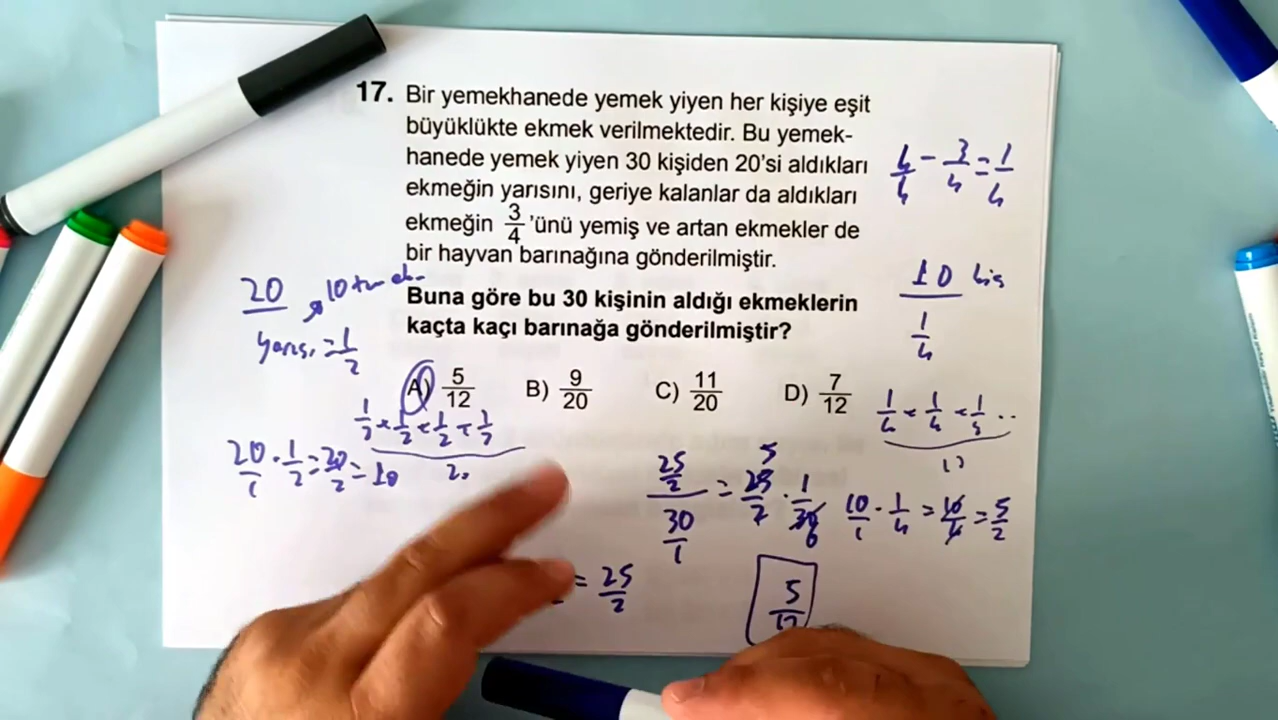 17. Bir yemekhanede yemek yiyen her kişiye eşit
büyüklükte ekmek verilmektedir. Bu yemek-
hanede yemek yiyen 30 kişiden 20'si aldıkları
ekmeğin yarısını, geriye kalanlar da aldıkları
ekmeğin 3/4 'ünü yemiş ve artan ekmekler de
bir hayvan barınağına gönderilmiştir.
Buna göre bu 30 kişinin aldığı ekmeklerin
kaçta kaçı barınağa gönderilmiştir?
A) 5/12 B) 9/20 C) 11/20 D) 7/12
4/4 - 3/4 = 1/4
20
yarısı = 1/2
10 kiş
1/4
20/1 · 1/2 = 20/2 = 10
25/2 / 30/1 = 25/2 · 1/30
5
6
10/1 · 1/4 = 10/4 = 5/2
= 25/2
5/12